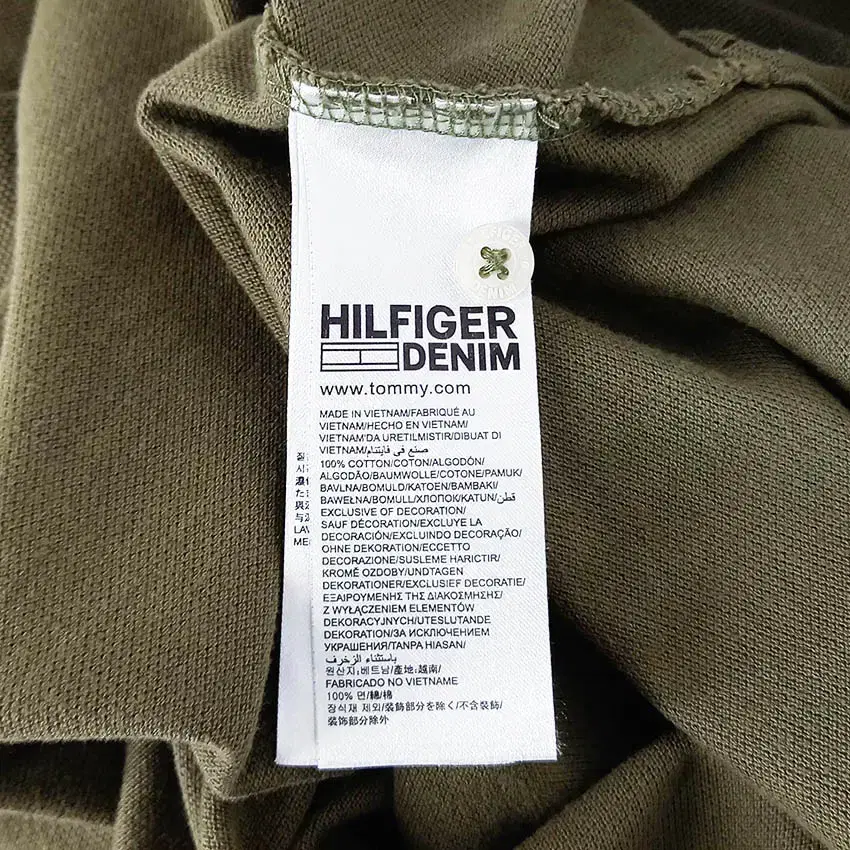 HILFIGER
DENIM
HILFIGER
DENIM
www.tommy.com
MADE IN VIETNAM/FABRIQUÉ AU
VIETNAM/HECHO EN VIETNAM/
VIETNAM'DA URETILMISTIR/DIBUAT DI
VIETNAM/صنع في فايتنام
100% COTTON/COTON/ALGODÓN/
ALGODÃO/BAUMWOLLE/COTONE/PAMUK/
BAVLNA/BOMULD/KATOEN/BAMBAKI/
BAWEŁNA/BOMULL/ХЛОПОК/KATUN/قطن
EXCLUSIVE OF DECORATION/
SAUF DÉCORATION/EXCLUYE LA
DECORACIÓN/EXCLUINDO DECORAÇÃO/
OHNE DEKORATION/ECCETTO
DECORAZIONE/SUSLEME HARICTIR/
KROMĚ OZDOBY/UNDTAGEN
DEKORATIONER/EXCLUSIEF DECORATIE/
ΕΞΑΙΡΟΥΜΕΝΗΣ ΤΗΣ ΔΙΑΚΟΣΜΗΣΗΣ/
Z WYŁĄCZENIEM ELEMENTÓW
DEKORACYJNYCH/UTESLUTANDE
DEKORATION/ЗА ИСКЛЮЧЕНИЕМ
УКРАШЕНИЯ/TANPA HIASAN/
باستثناء الزخرف
원산지:베트남/產地:越南/
FABRICADO NO VIETNAME
100% 면/綿/棉
장식재 제외/装飾部分を除く/不含裝飾/
装饰部分除外